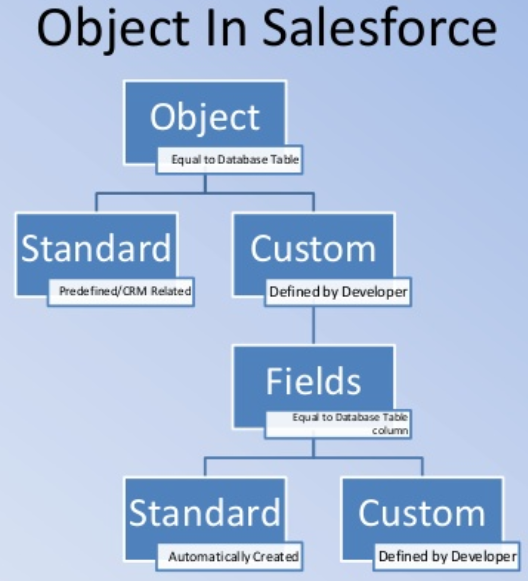 Object In Salesforce
Object
Equal to Database Table
Standard
Predefined/CRM Related
Custom
Defined by Developer
Fields
Equal to Database Table
column
Standard
Automatically Created
Custom
Defined by Developer